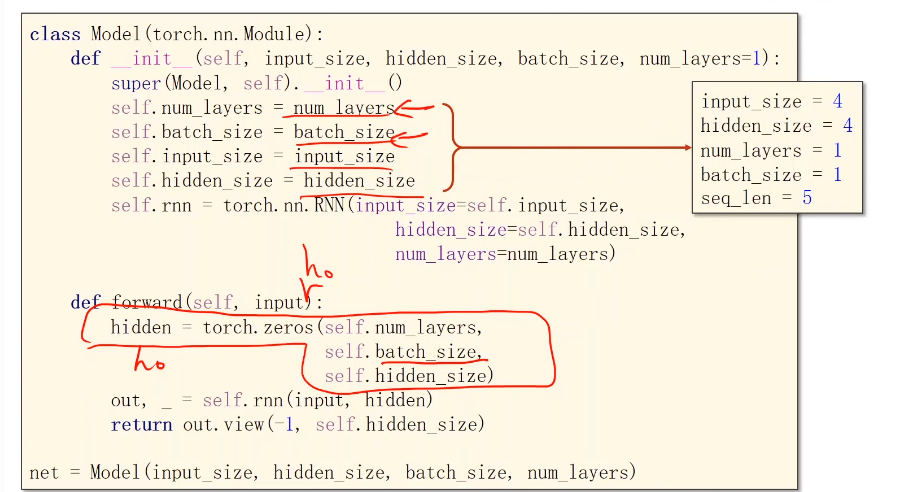 class Model(torch.nn.Module):
def __init__(self, input_size, hidden_size, batch_size, num_layers=1):
super(Model, self).__init__()
self.num_layers = num_layers
self.batch_size = batch_size
self.input_size = input_size
self.hidden_size = hidden_size
self.rnn = torch.nn.RNN(input_size=self.input_size,
hidden_size=self.hidden_size,
num_layers=num_layers)
input_size = 4
hidden_size = 4
num_layers = 1
batch_size = 1
seq_len = 5
h0
def forward(self, input):
hidden = torch.zeros(self.num_layers,
self.batch_size,
self.hidden_size)
h0
out, _ = self.rnn(input, hidden)
return out.view(-1, self.hidden_size)
net = Model(input_size, hidden_size, batch_size, num_layers)